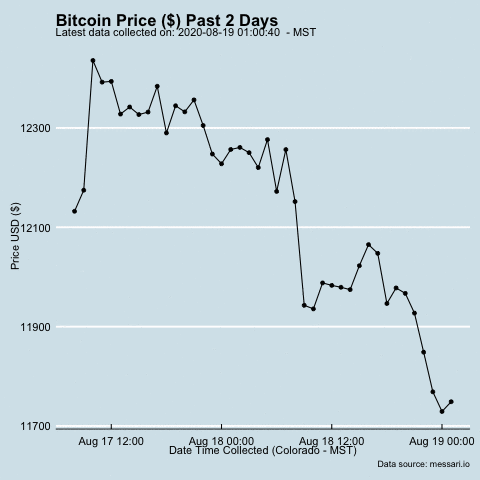 Bitcoin Price ($) Past 2 Days
Latest data collected on: 2020-08-19 01:00:40  - MST
Price USD ($)
12300
12100
11900
11700
Aug 17 12:00 Aug 18 00:00 Aug 18 12:00 Aug 19 00:00
Date Time Collected (Colorado - MST)
Data source: messari.io